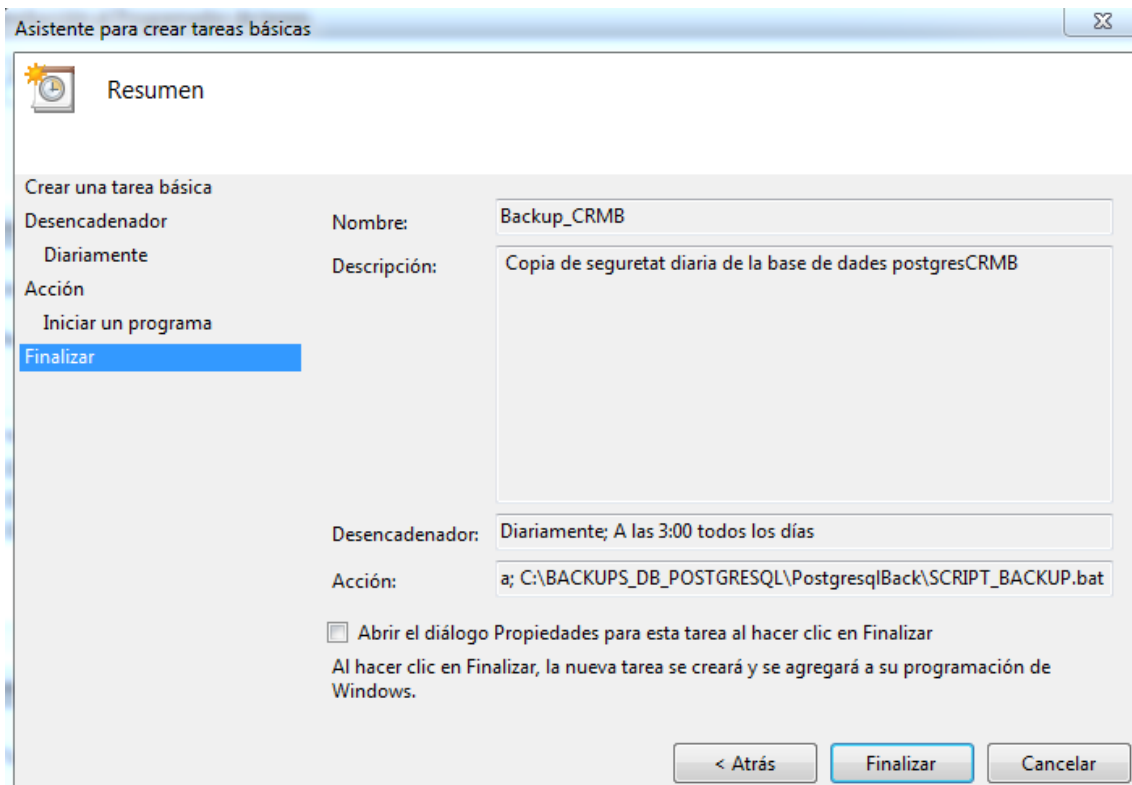 Asistente para crear tareas básicas
Resumen
Crear una tarea básica
Desencadenador
Diariamente
Acción
Iniciar un programa
Finalizar
Nombre:
Backup_CRMB
Descripción:
Copia de seguretat diaria de la base de dades postgresCRMB
Desencadenador:
Diariamente; A las 3:00 todos los días
Acción:
a; C:\BACKUPS_DB_POSTGRESQL\PostgresqlBack\SCRIPT_BACKUP.bat
Abrir el diálogo Propiedades para esta tarea al hacer clic en Finalizar
Al hacer clic en Finalizar, la nueva tarea se creará y se agregará a su programación de
Windows.
< Atrás
Finalizar
Cancelar